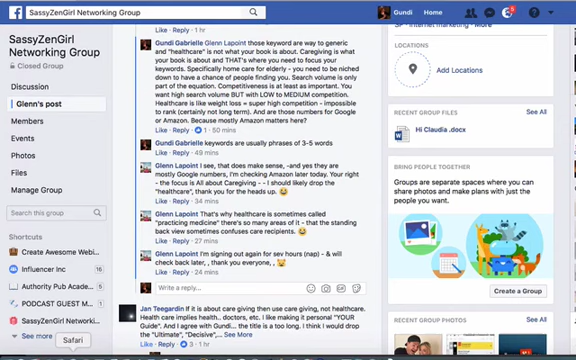 SassyZenGirl Networking Group
Gundi
Home
SassyZenGirl
Networking Group
Closed Group
Discussion
Glenn's post
Members
Events
Photos
Files
Manage Group
Search this group
Shortcuts
Create Awesome Webi...
Influencer Inc 16
Authority Pub Acade...
PODCAST GUEST M...
SassyZenGirl Networ...
See more
Safari
Like · Reply · 1 hr
Gundi Gabrielle Glenn Lapoint those keyword are way to generic
and "healthcare" is not what your book is about. Caregiving is what
your book is about and THAT's where you need to focus your
keywords. Specifically home care for elderly - you need to be niched
down to have a chance of people finding you. Search volume is only
part of the equation. Competitiveness is at least as important. You
want high search volume BUT with LOW to MEDIUM competition.
Healthcare is like weight loss = super high competition - impossible
to rank (certainly not long term). And are those numbers for Google
or Amazon. Because mostly Amazon matters here?
Like · Reply · 1 · 50 mins
Gundi Gabrielle keywords are usually phrases of 3-5 words
Like · Reply · 49 mins
Glenn Lapoint I see, that does make sense, -and yes they are
mostly Google numbers, I'm checking Amazon later today. Your
right - the focus is All about Caregiving - - I should likely drop the
"healthcare", thank you for the heads up.
Like · Reply · 34 mins
Glenn Lapoint That's why healthcare is sometimes called
"practicing medicine" there's so many areas of it - that the standing
back view sometimes confuses care recipients.
Like · Reply · 27 mins
Glenn Lapoint I'm signing out again for sev hours (nap) - & will
check back later, , thank you everyone, ,
Like · Reply · 24 mins
Write a reply...
Jan Teegardin If it is about care giving then use care giving, not healthcare.
Health care implies health.. doctors, etc. I like making it personal "YOUR
Guide". And I agree with Gundi... the title is a too long. I think I would drop
the "Ultimate", "Decisive",... See More
Like · Reply · 3 · 1 hr
Internet Marketing · More
LOCATIONS
Add Locations
RECENT GROUP FILES
See All
Hi Claudia .docx
BRING PEOPLE TOGETHER
Groups are separate spaces where you can
share photos and make plans with just the
people you want.
Create a Group
RECENT GROUP PHOTOS
See All